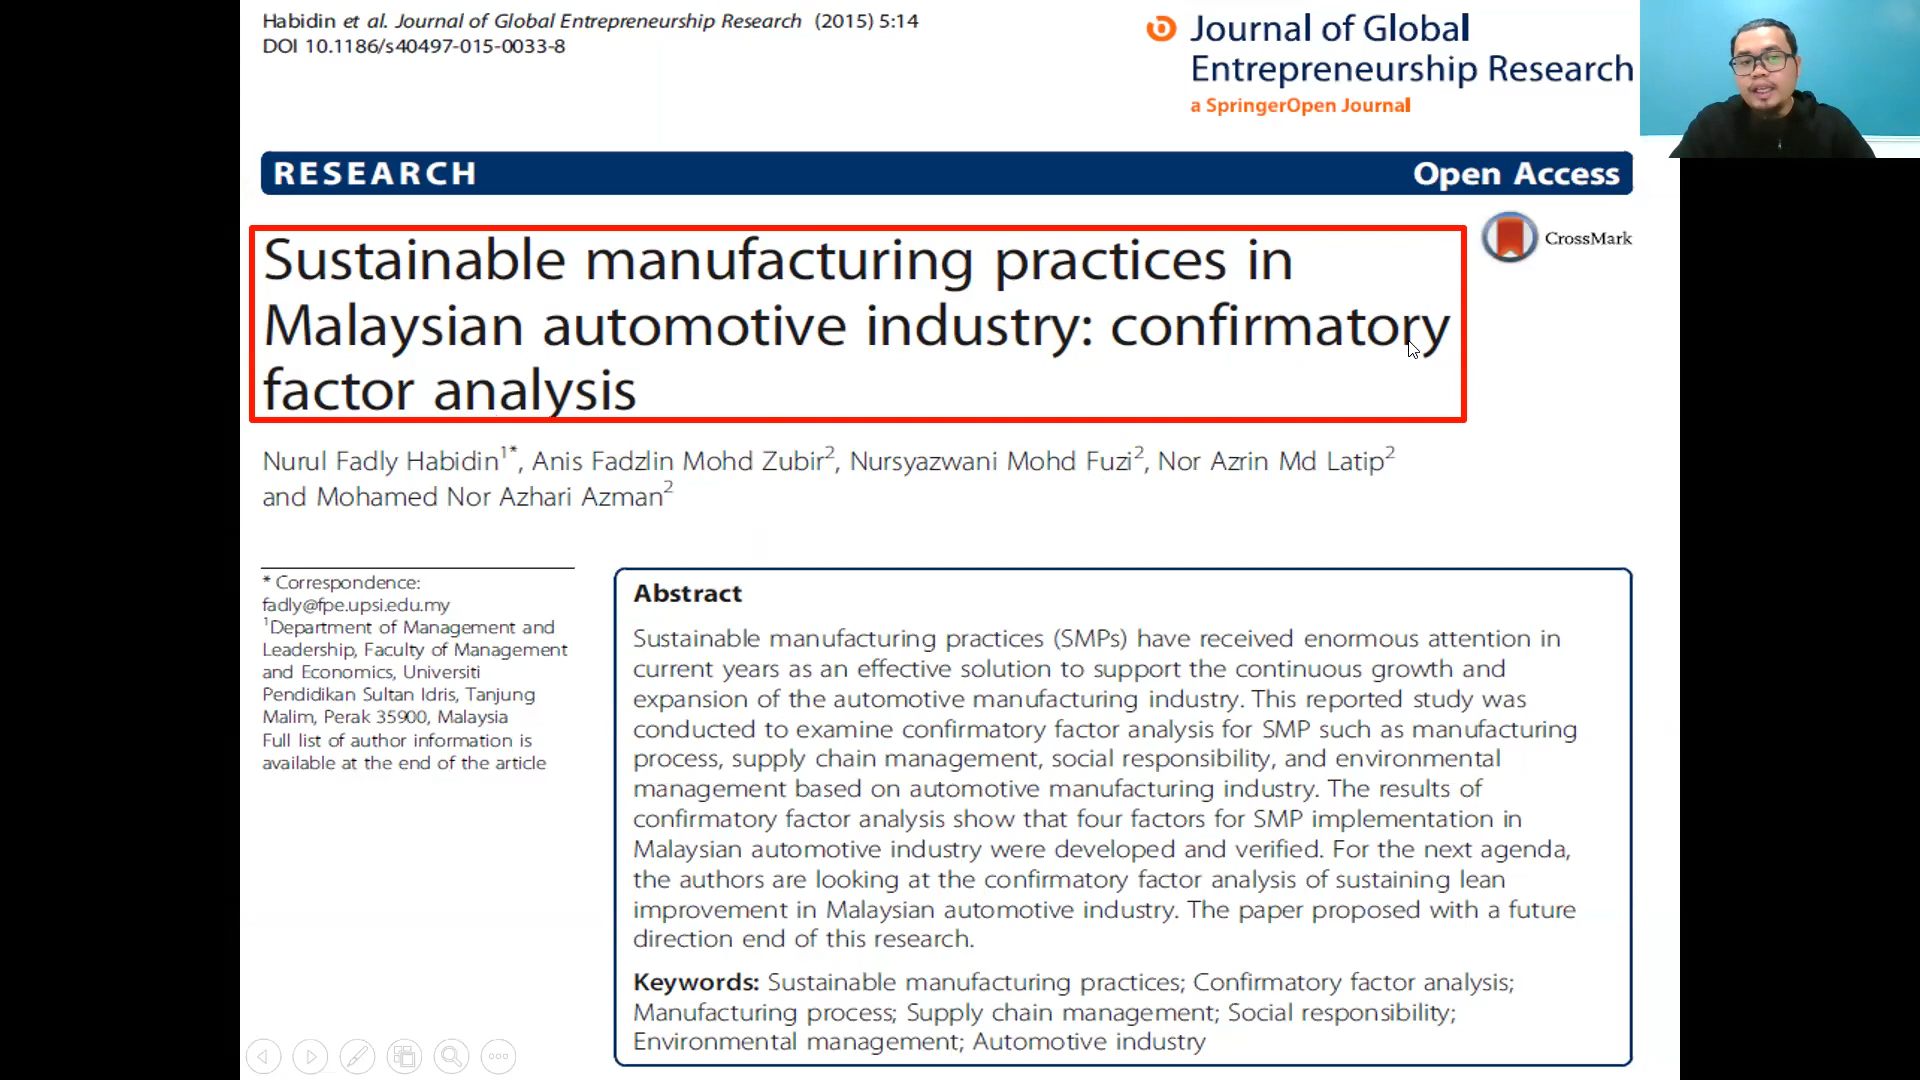 Habidin et al. Journal of Global Entrepreneurship Research (2015) 5:14
DOI 10.1186/s40497-015-0033-8
Journal of Global
Entrepreneurship Research
a SpringerOpen Journal
RESEARCH
Open Access
Sustainable manufacturing practices in
Malaysian automotive industry: confirmatory
factor analysis
CrossMark
Nurul Fadly Habidin1*, Anis Fadzlin Mohd Zubir2, Nursyazwani Mohd Fuzi2, Nor Azrin Md Latip2
and Mohamed Nor Azhari Azman2
* Correspondence:
fadly@fpe.upsi.edu.my
1Department of Management and
Leadership, Faculty of Management
and Economics, Universiti
Pendidikan Sultan Idris, Tanjung
Malim, Perak 35900, Malaysia
Full list of author information is
available at the end of the article
Abstract
Sustainable manufacturing practices (SMPs) have received enormous attention in
current years as an effective solution to support the continuous growth and
expansion of the automotive manufacturing industry. This reported study was
conducted to examine confirmatory factor analysis for SMP such as manufacturing
process, supply chain management, social responsibility, and environmental
management based on automotive manufacturing industry. The results of
confirmatory factor analysis show that four factors for SMP implementation in
Malaysian automotive industry were developed and verified. For the next agenda,
the authors are looking at the confirmatory factor analysis of sustaining lean
improvement in Malaysian automotive industry. The paper proposed with a future
direction end of this research.
Keywords: Sustainable manufacturing practices; Confirmatory factor analysis;
Manufacturing process; Supply chain management; Social responsibility;
Environmental management; Automotive industry